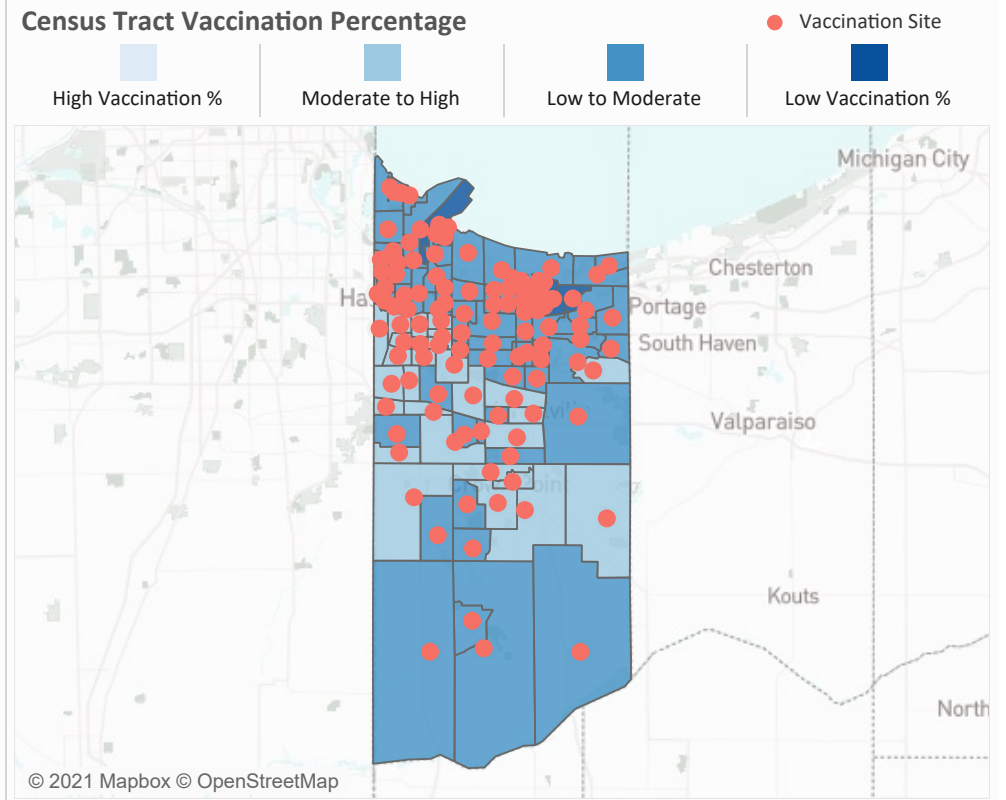 Census Tract Vaccination Percentage
Vaccination Site
High Vaccination %
Moderate to High
Low to Moderate
Low Vaccination %
Michigan City
Chesterton
Portage
South Haven
Valparaiso
Point
Kouts
North
© 2021 Mapbox © OpenStreetMap